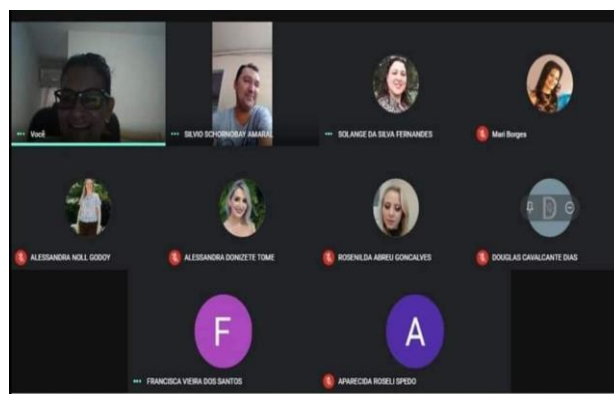 Você
SILVIO SCHORNOBAY AMARAL
SOLANGE DA SILVA FERNANDES
Mari Borges
ALESSANDRA NOLL GODOY
ALESSANDRA DONIZETE TOME
ROSENILDA ABREU GONCALVES
D
DOUGLAS CAVALCANTE DIAS
F
A
FRANCISCA VIEIRA DOS SANTOS
APARECIDA ROSELI SPEDO